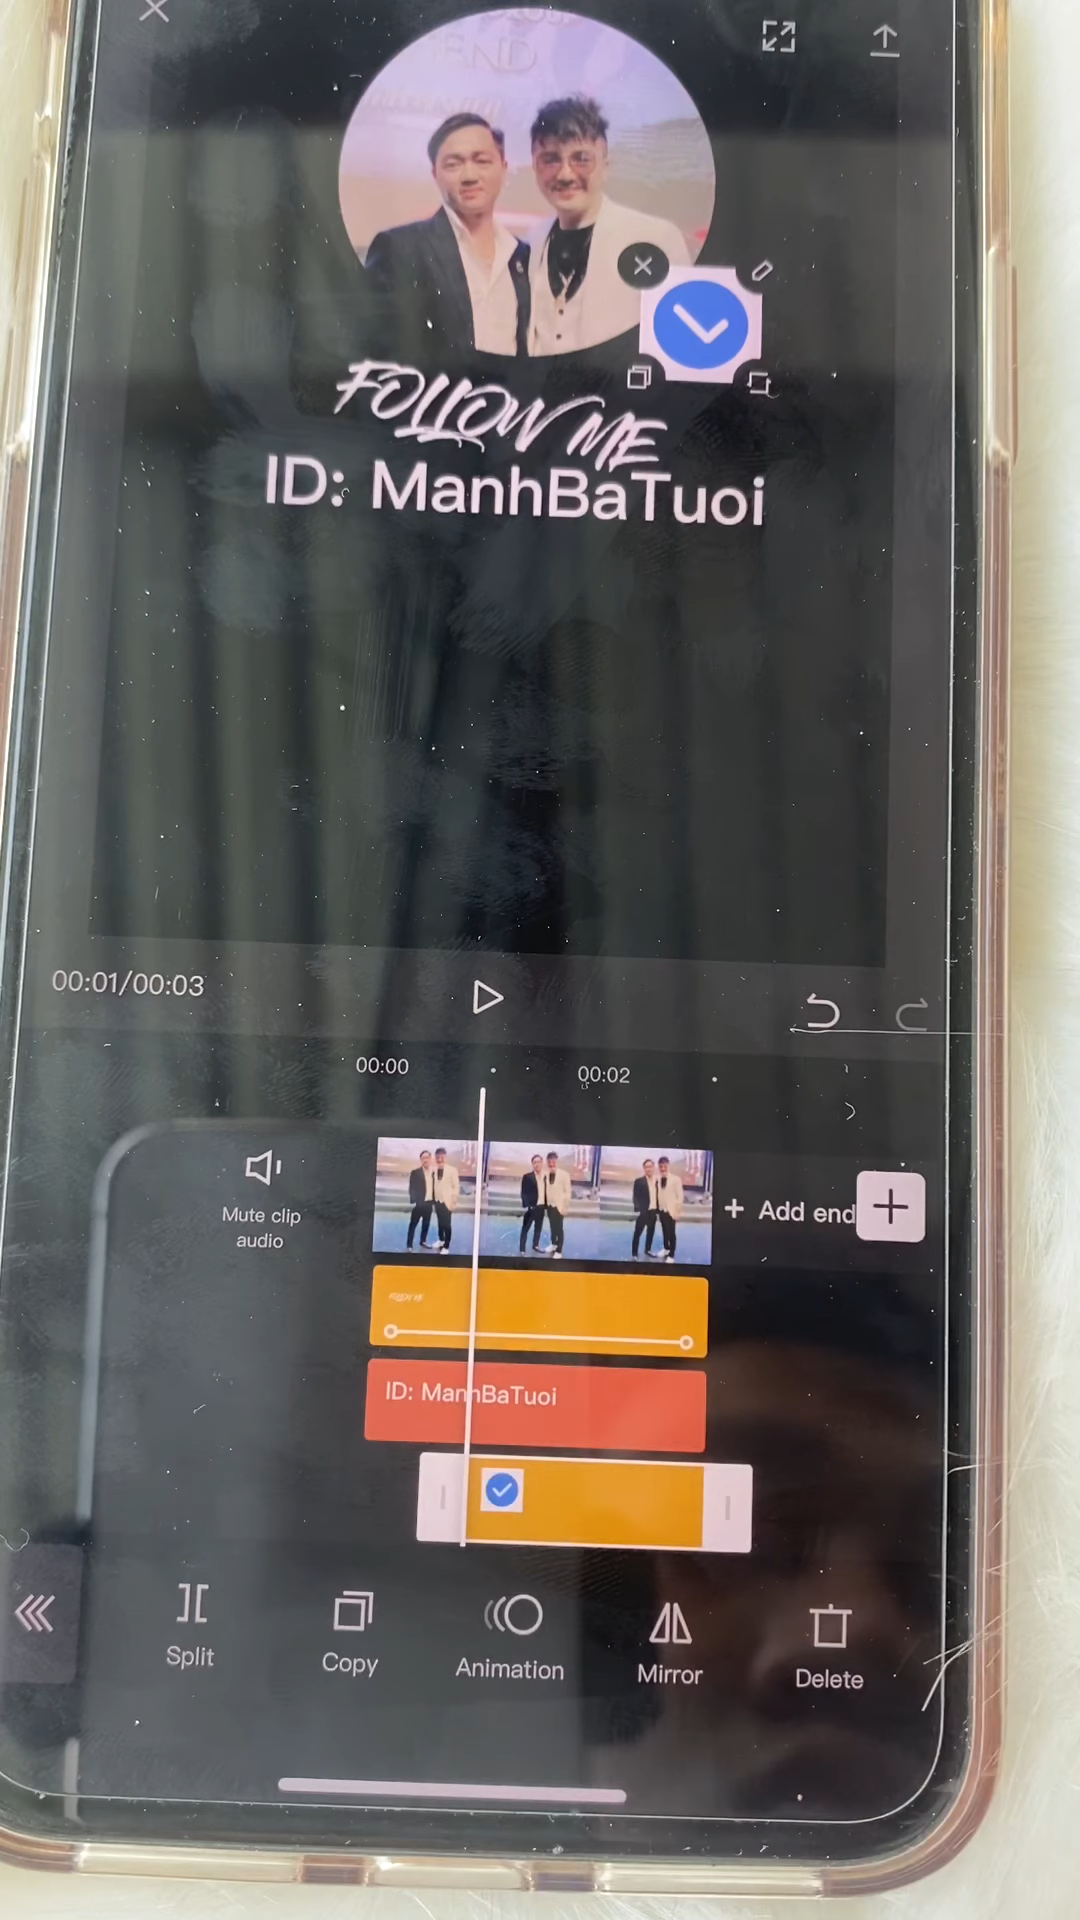 FOLLOW ME
ID: ManhBaTuoi
00:01/00:03
00:00
00:02
Mute clip
audio
+ Add end
ID: ManhBaTuoi
Split
Copy
Animation
Mirror
Delete